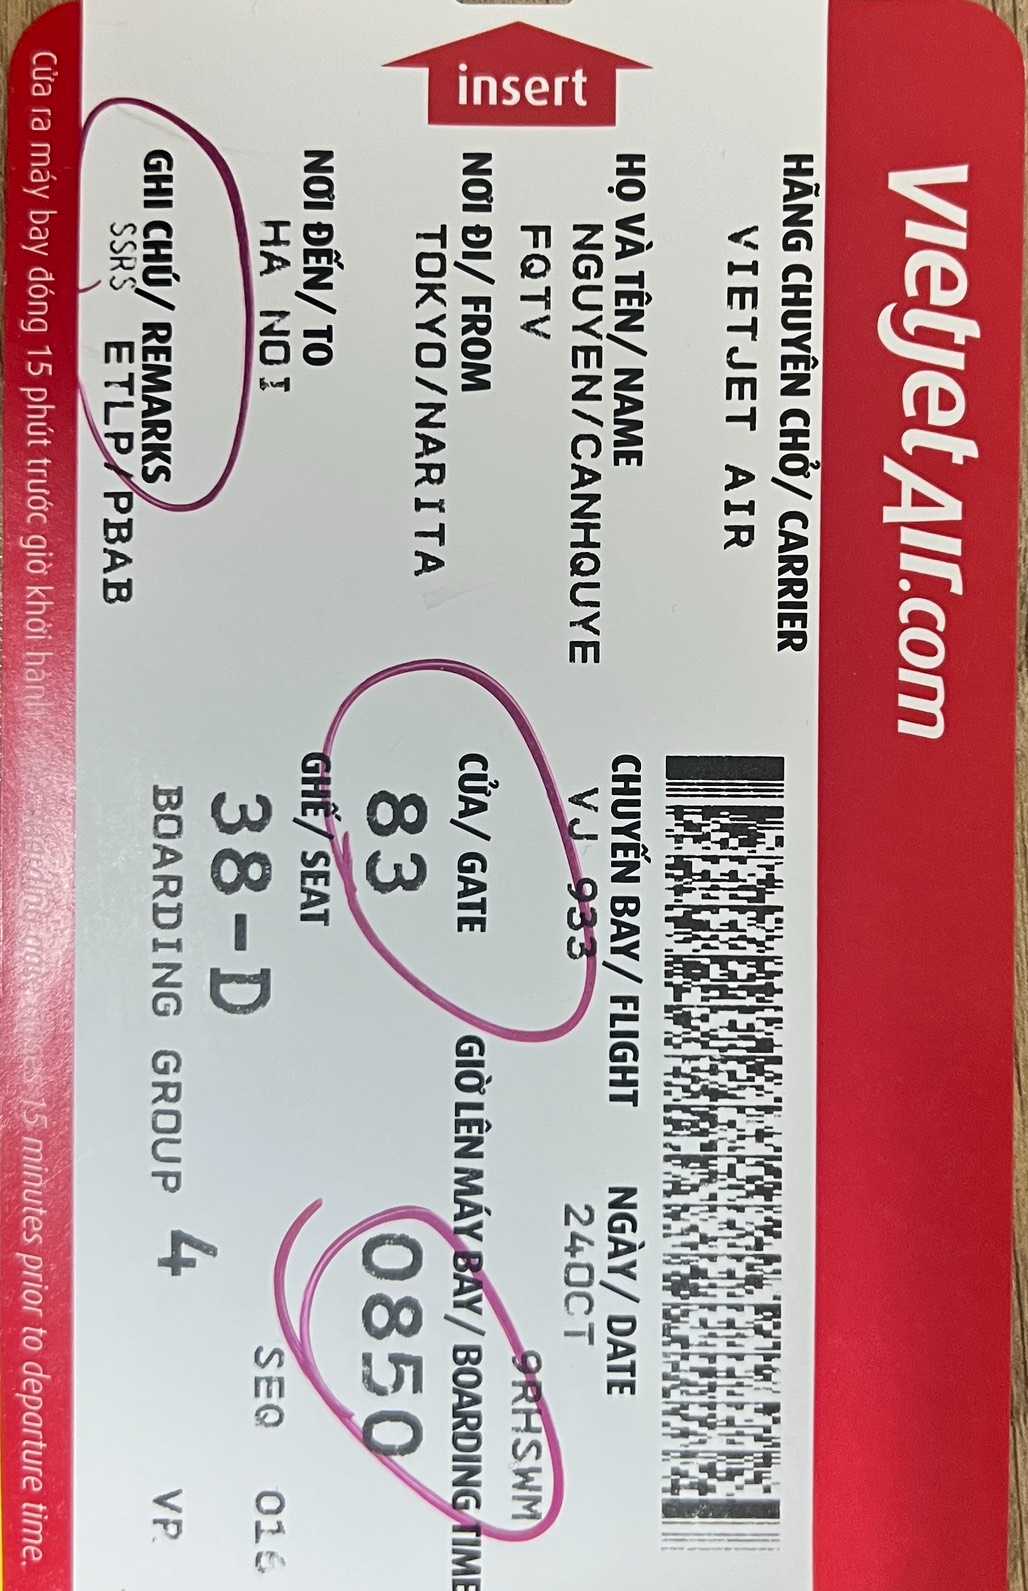 vietjetAir.com
insert
HÃNG CHUYÊN CHỞ/ CARRIER
VIETJET AIR
HỌ VÀ TÊN/ NAME
NGUYEN/CANHQUYE
FQTV
NƠI ĐI/ FROM
TOKYO/NARITA
NƠI ĐẾN/ TO
HA NOI
GHI CHÚ/ REMARKS
SSRS ETLP/PBAB
CHUYẾN BAY/ FLIGHT
VJ 933
NGÀY/ DATE
24OCT
9RHSWM
CỬA/ GATE
83
GIỜ LÊN MÁY BAY/ BOARDING TIME
0850
GHẾ/ SEAT
38-D
SEQ 016
BOARDING GROUP 4
VP
Cửa ra máy bay đóng 15 phút trước giờ khởi hành 15 minutes prior to departure time.